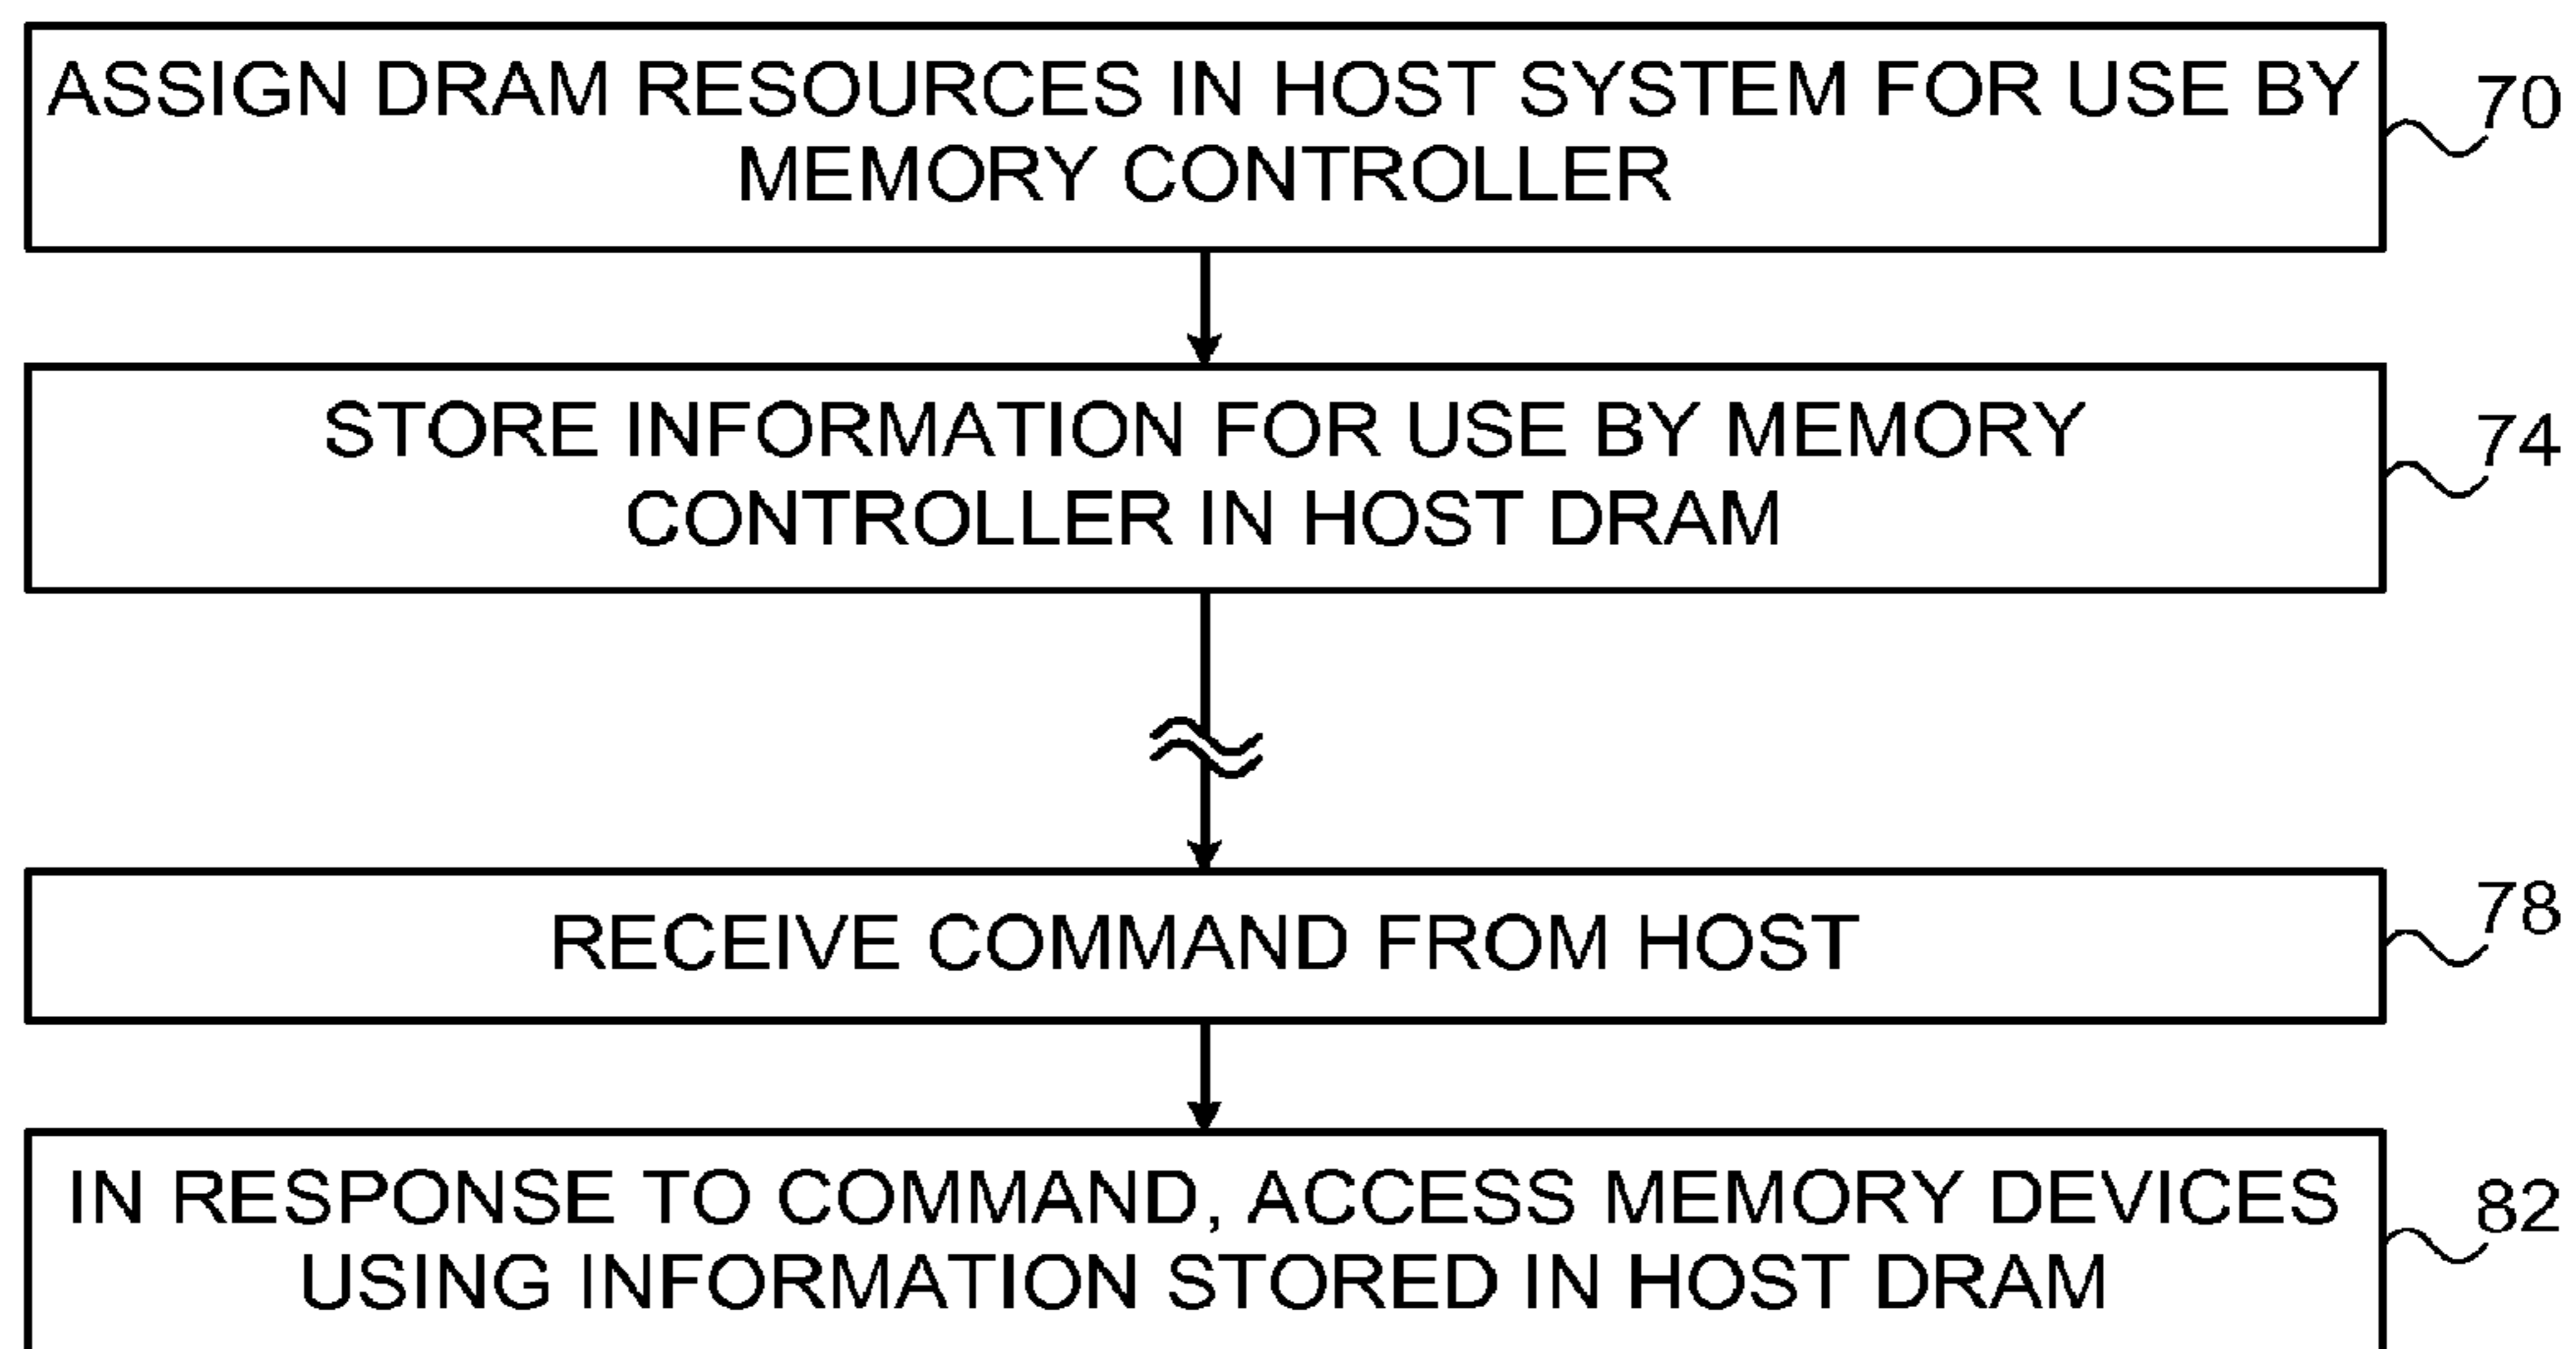 ASSIGN DRAM RESOURCES IN HOST SYSTEM FOR USE BY
MEMORY CONTROLLER
70
STORE INFORMATION FOR USE BY MEMORY
CONTROLLER IN HOST DRAM
74
RECEIVE COMMAND FROM HOST
78
IN RESPONSE TO COMMAND, ACCESS MEMORY DEVICES
USING INFORMATION STORED IN HOST DRAM
82